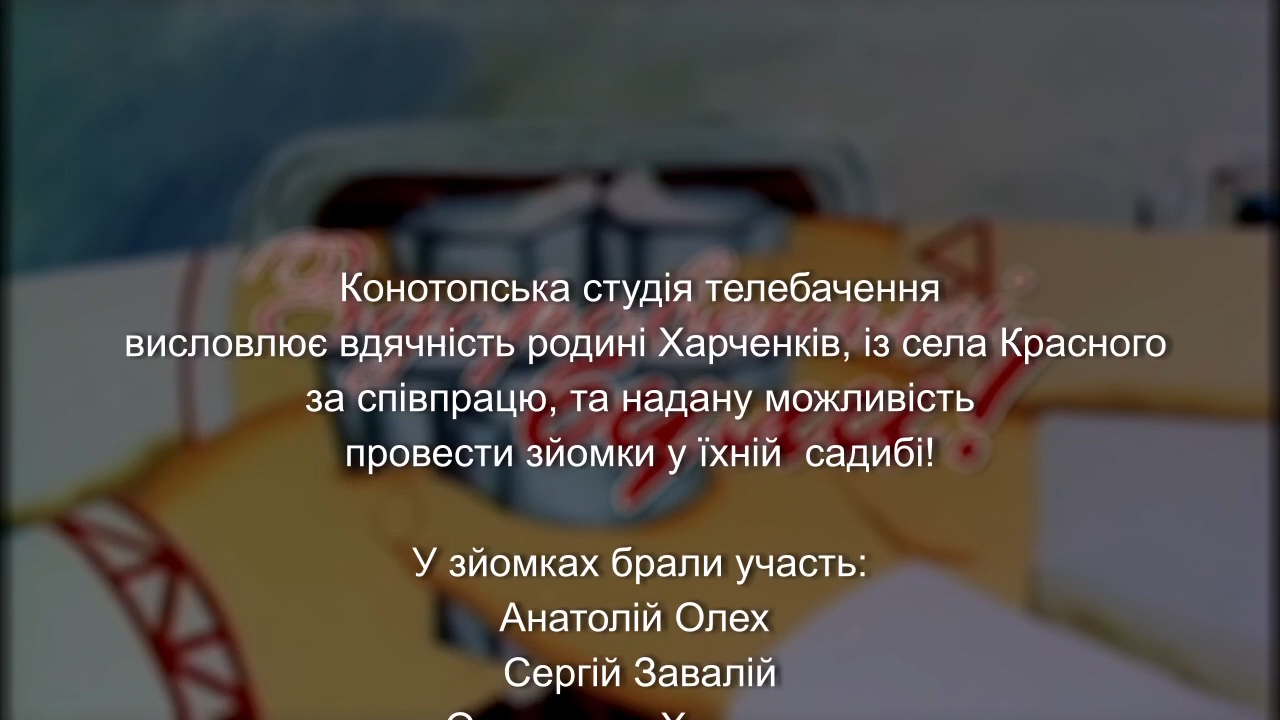 Конотопська студія телебачення
висловлює вдячність родині Харченків, із села Красного
за співпрацю, та надану можливість
провести зйомки у їхній  садибі!
У зйомках брали участь:
Анатолій Олех
Сергій Завалій